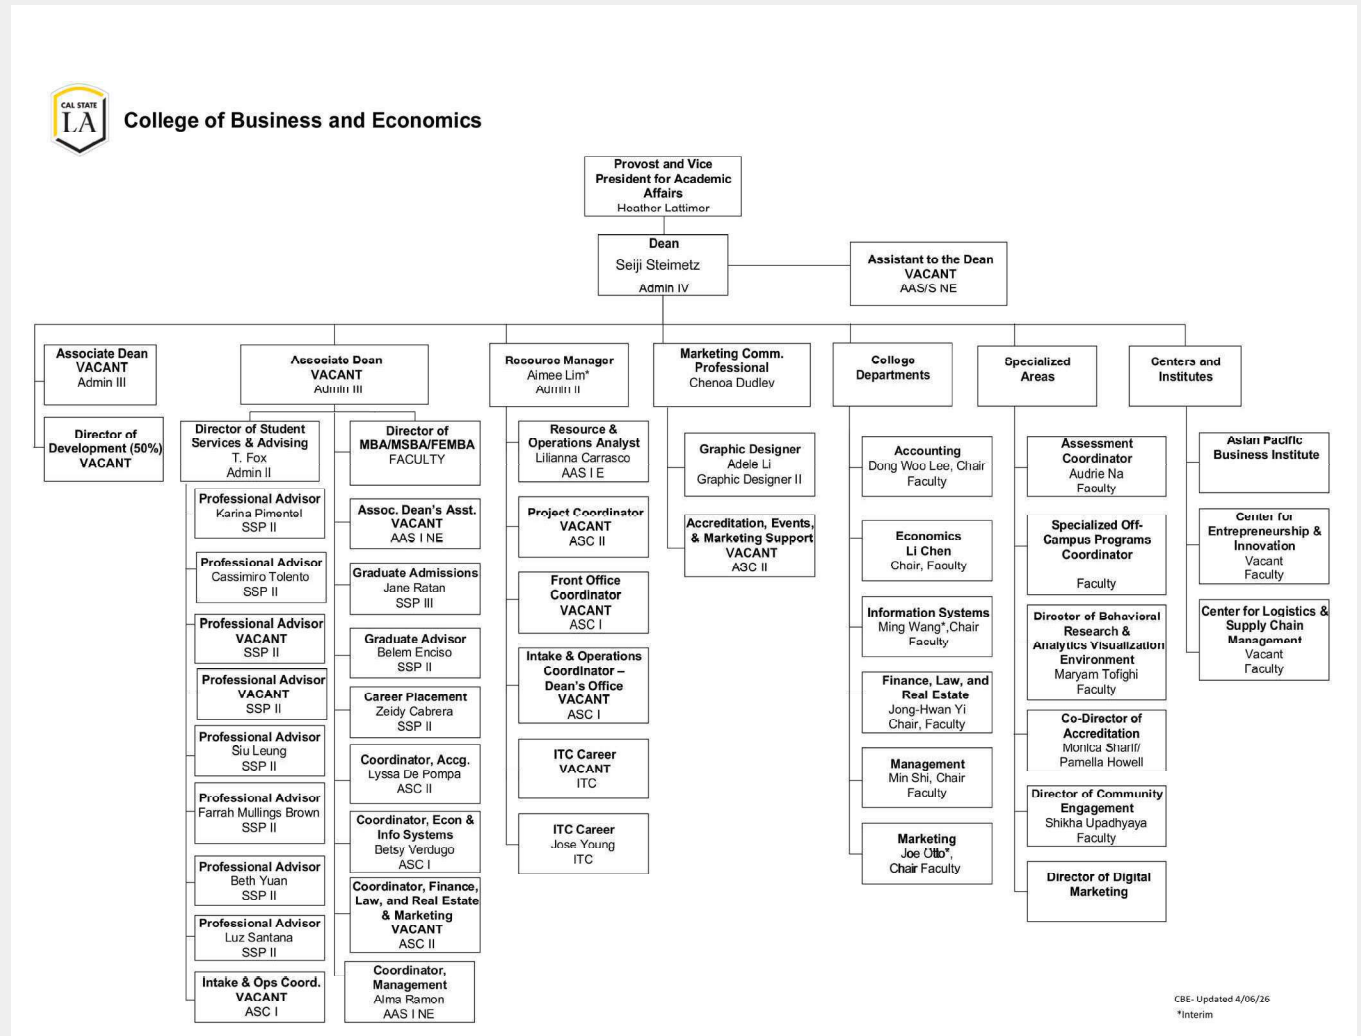 CAL STATE
LA
College of Business and Economics
Provost and Vice
President for Academic
Affairs
Heather Lattimer
Dean
Seiji Steimetz
Admin IV
Assistant to the Dean
VACANT
AAS/S NE
Associate Dean
VACANT
Admin III
Director of
Development (50%)
VACANT
Associate Dean
VACANT
Admin III
Director of Student
Services & Advising
T. Fox
Admin II
Professional Advisor
Karina Pimentel
SSP II
Professional Advisor
Cassimiro Tolento
SSP II
Professional Advisor
VACANT
SSP II
Professional Advisor
VACANT
SSP II
Professional Advisor
Siu Leung
SSP II
Professional Advisor
Farrah Mullings Brown
SSP II
Professional Advisor
Beth Yuan
SSP II
Professional Advisor
Luz Santana
SSP II
Intake & Ops Coord.
VACANT
ASC I
Director of
MBA/MSBA/FEMBA
FACULTY
Assoc. Dean's Asst.
VACANT
AAS I NE
Graduate Admissions
Jane Ratan
SSP III
Graduate Advisor
Belem Enciso
SSP II
Career Placement
Zeidy Cabrera
SSP II
Coordinator, Accg.
Lyssa De Pompa
ASC II
Coordinator, Econ &
Info Systems
Betsy Verdugo
ASC I
Coordinator, Finance,
Law, and Real Estate
& Marketing
VACANT
ASC II
Coordinator,
Management
Alma Ramon
AAS I NE
Resource Manager
Aimee Lim*
Admin II
Resource &
Operations Analyst
Lilianna Carrasco
AAS I E
Project Coordinator
VACANT
ASC II
Front Office
Coordinator
VACANT
ASC I
Intake & Operations
Coordinator –
Dean's Office
VACANT
ASC I
ITC Career
VACANT
ITC
ITC Career
Jose Young
ITC
Marketing Comm.
Professional
Chenoa Dudley
Graphic Designer
Adele Li
Graphic Designer II
Accreditation, Events,
& Marketing Support
VACANT
ASC II
College
Departments
Accounting
Dong Woo Lee, Chair
Faculty
Economics
Li Chen
Chair, Faculty
Information Systems
Ming Wang*,Chair
Faculty
Finance, Law, and
Real Estate
Jong-Hwan Yi
Chair, Faculty
Management
Min Shi, Chair
Faculty
Marketing
Joe Otto*,
Chair Faculty
Specialized
Areas
Assessment
Coordinator
Audrie Na
Faculty
Specialized Off-
Campus Programs
Coordinator
Faculty
Director of Behavioral
Research &
Analytics Visualization
Environment
Maryam Tofighi
Faculty
Co-Director of
Accreditation
Monica Sharif/
Pamella Howell
Director of Community
Engagement
Shikha Upadhyaya
Faculty
Director of Digital
Marketing
Centers and
Institutes
Asian Pacific
Business Institute
Center for
Entrepreneurship &
Innovation
Vacant
Faculty
Center for Logistics &
Supply Chain
Management
Vacant
Faculty
CBE- Updated 4/06/26
*Interim